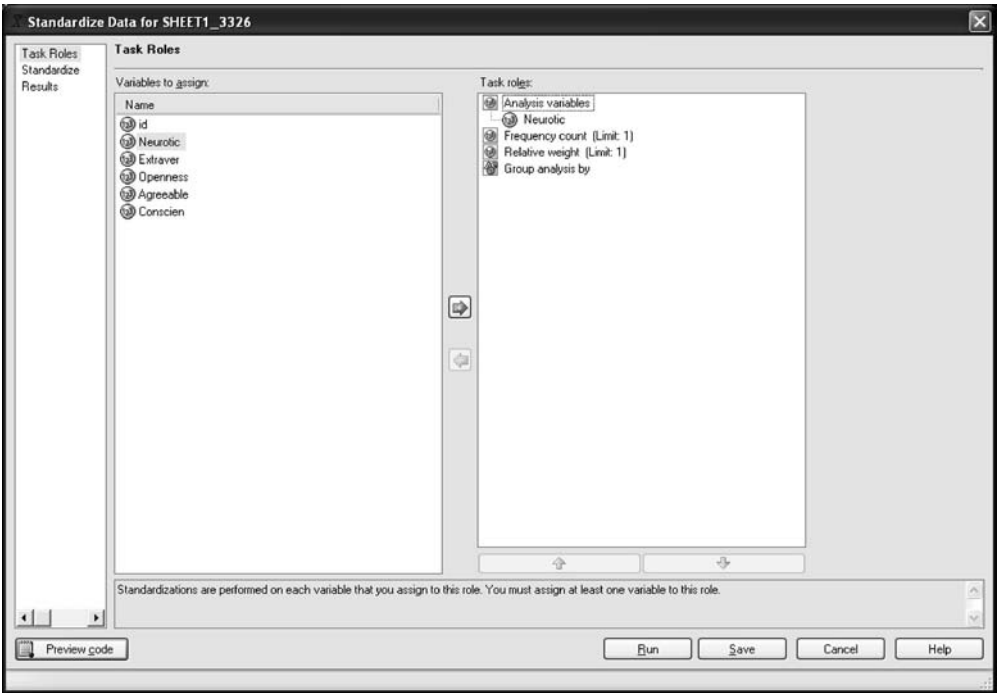 Standardize Data for SHEET1_3326
Task Roles
Standardize
Results
Task Roles
Variables to assign:
Name
id
Neurotic
Extraver
Openness
Agreeable
Conscien
Task roles:
Analysis variables
Neurotic
Frequency count (Limit: 1)
Relative weight (Limit: 1)
Group analysis by
Standardizations are performed on each variable that you assign to this role. You must assign at least one variable to this role.
Preview code
Run
Save
Cancel
Help